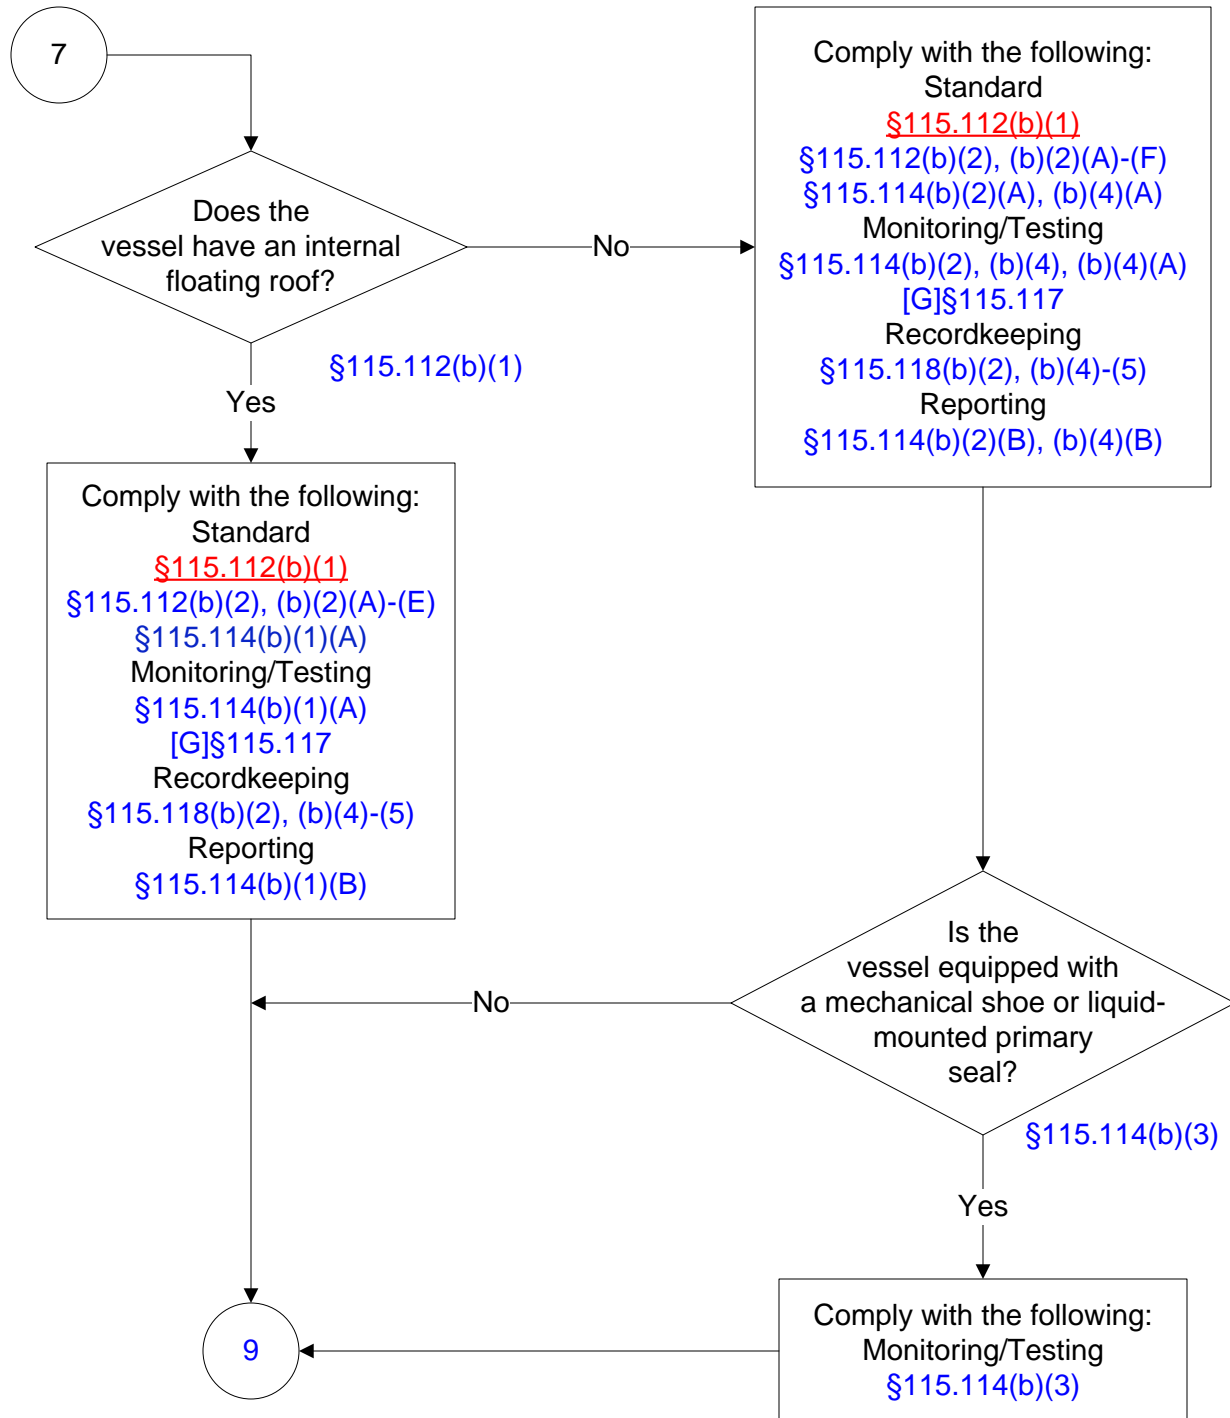 7
Does the
vessel have an internal
floating roof?
§115.112(b)(1)
No
Comply with the following:
Standard
§115.112(b)(1)
§115.112(b)(2), (b)(2)(A)-(F)
§115.114(b)(2)(A), (b)(4)(A)
Monitoring/Testing
§115.114(b)(2), (b)(4), (b)(4)(A)
[G]§115.117
Recordkeeping
§115.118(b)(2), (b)(4)-(5)
Reporting
§115.114(b)(2)(B), (b)(4)(B)
Yes
Comply with the following:
Standard
§115.112(b)(1)
§115.112(b)(2), (b)(2)(A)-(E)
§115.114(b)(1)(A)
Monitoring/Testing
§115.114(b)(1)(A)
[G]§115.117
Recordkeeping
§115.118(b)(2), (b)(4)-(5)
Reporting
§115.114(b)(1)(B)
Is the
vessel equipped with
a mechanical shoe or liquid-
mounted primary
seal?
§115.114(b)(3)
No
Yes
Comply with the following:
Monitoring/Testing
§115.114(b)(3)
9